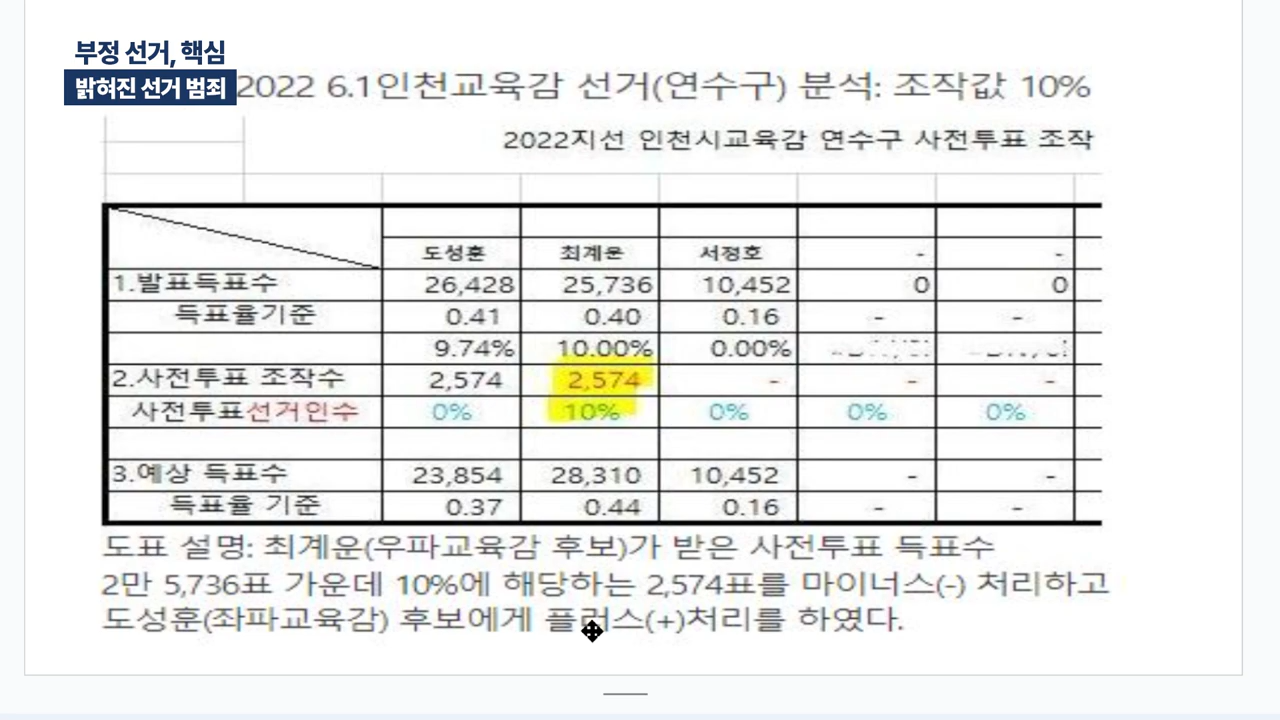 부정 선거, 핵심
밝혀진 선거 범죄
2022 6.1인천교육감 선거(연수구) 분석: 조작값 10%
2022지선 인천시교육감 연수구 사전투표 조작
도성훈 최계운 서정호 - -
1.발표득표수 26,428 25,736 10,452 0 0
득표율기준 0.41 0.40 0.16 - -
9.74% 10.00% 0.00%
2.사전투표 조작수 2,574 2,574 - - -
사전투표선거인수 0% 10% 0% 0% 0%
3.예상 득표수 23,854 28,310 10,452 - -
득표율 기준 0.37 0.44 0.16 - -
도표 설명: 최계운(우파교육감 후보)가 받은 사전투표 득표수
2만 5,736표 가운데 10%에 해당하는 2,574표를 마이너스(-) 처리하고
도성훈(좌파교육감) 후보에게 플러스(+)처리를 하였다.